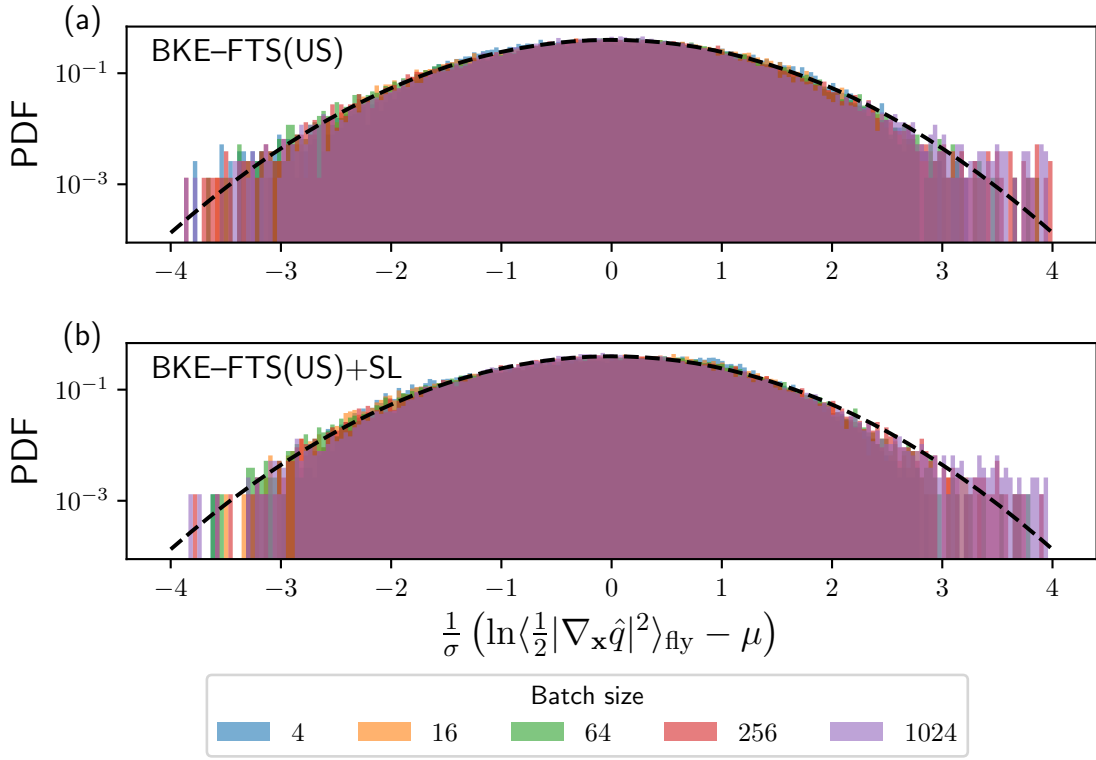 (a)
BKE–FTS(US)
PDF
10⁻¹
10⁻³
−4 −3 −2 −1 0 1 2 3 4
(b)
BKE–FTS(US)+SL
PDF
10⁻¹
10⁻³
−4 −3 −2 −1 0 1 2 3 4
$\frac{1}{\sigma}\left(\ln\langle\frac{1}{2}|\nabla_{\mathbf{x}}\hat{q}|^2\rangle_{\text{fly}} - \mu\right)$
Batch size
4 16 64 256 1024